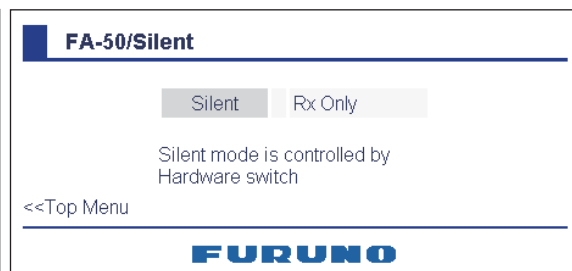 FA-50/Silent
Silent Rx Only
Silent mode is controlled by
Hardware switch
<<Top Menu
FURUNO